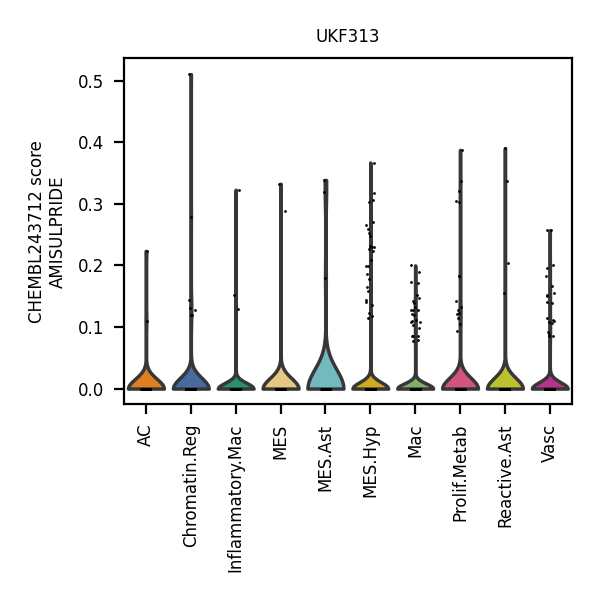 UKF313
CHEMBL243712 score
AMISULPRIDE
0.5
0.4
0.3
0.2
0.1
0.0
AC
Chromatin.Reg
Inflammatory.Mac
MES
MES.Ast
MES.Hyp
Mac
Prolif.Metab
Reactive.Ast
Vasc